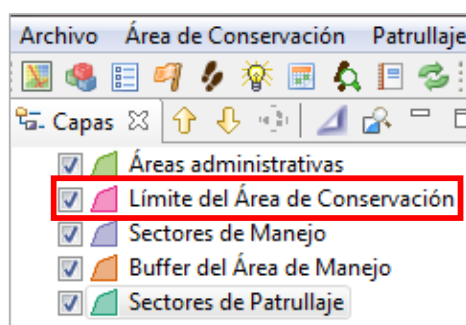 Archivo Área de Conservación Patrullaje
Capas
Áreas administrativas
Límite del Área de Conservación
Sectores de Manejo
Buffer del Área de Manejo
Sectores de Patrullaje